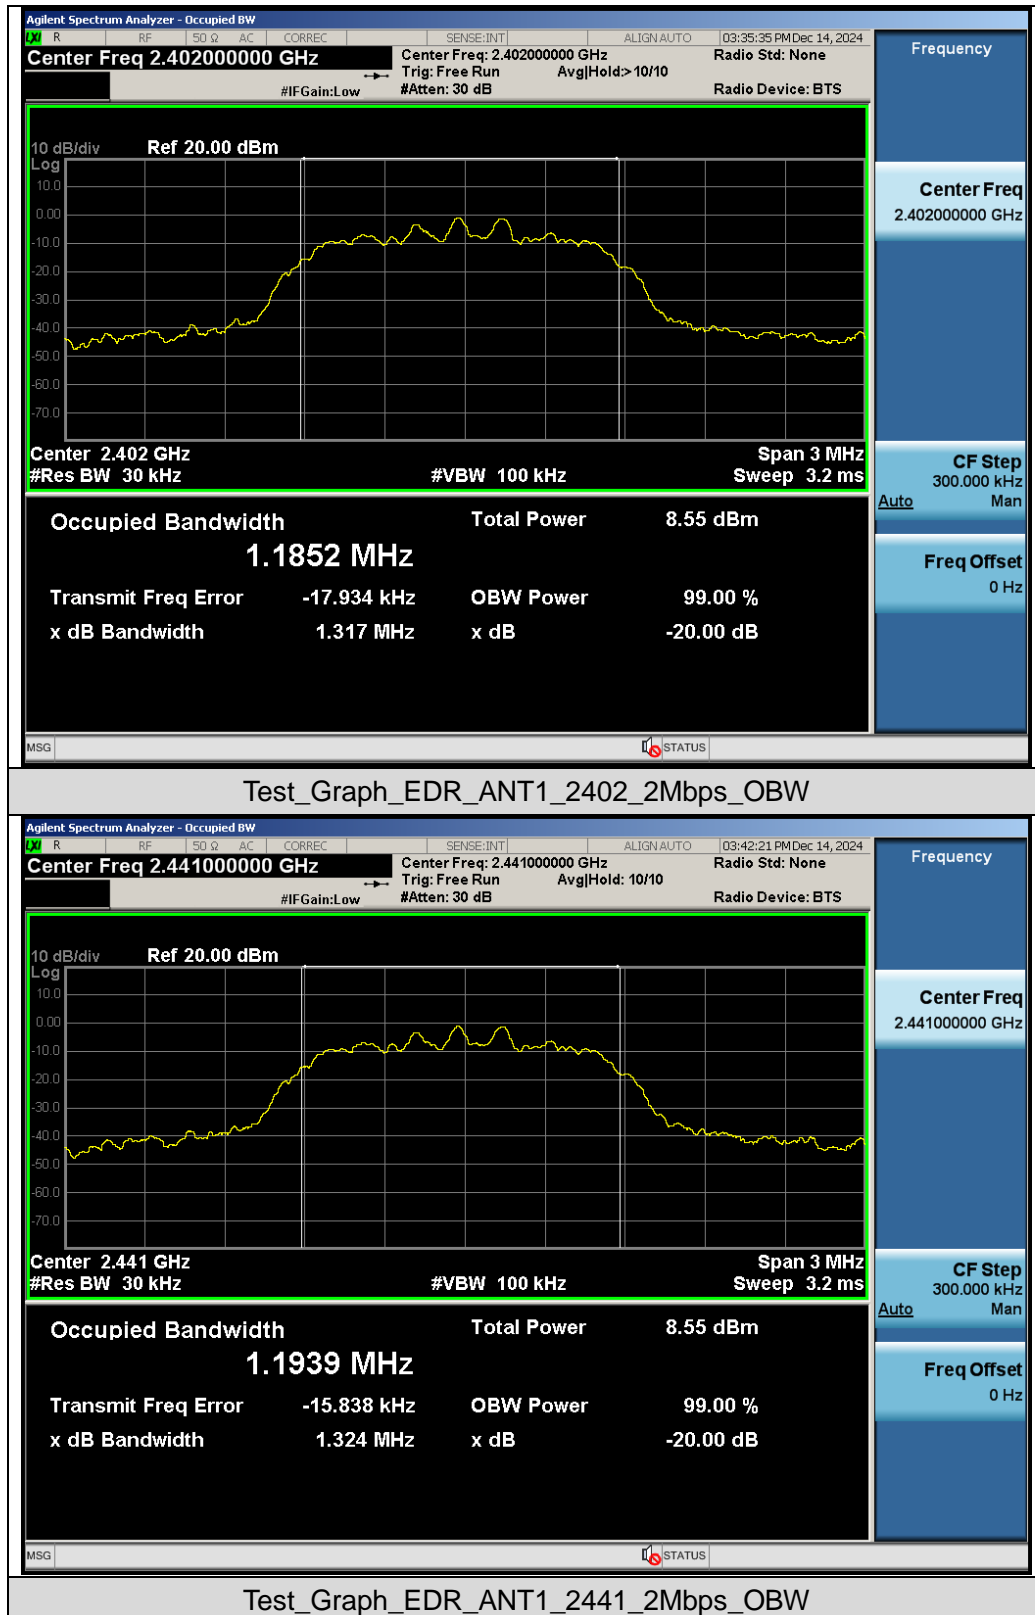 Agilent Spectrum Analyzer - Occupied BW
LXI R RF 50 Ω AC CORREC SENSE:INT ALIGN AUTO 03:35:35 PM Dec 14, 2024
Center Freq 2.402000000 GHz
Center Freq: 2.402000000 GHz Radio Std: None
Trig: Free Run Avg|Hold:> 10/10
#IFGain:Low #Atten: 30 dB Radio Device: BTS
Frequency
10 dB/div Ref 20.00 dBm
Log
10.0
0.00
-10.0
-20.0
-30.0
-40.0
-50.0
-60.0
-70.0
Center 2.402 GHz Span 3 MHz
#Res BW 30 kHz #VBW 100 kHz Sweep 3.2 ms
Center Freq
2.402000000 GHz
CF Step
300.000 kHz
Auto Man
Freq Offset
0 Hz
Occupied Bandwidth Total Power 8.55 dBm
1.1852 MHz
Transmit Freq Error -17.934 kHz OBW Power 99.00 %
x dB Bandwidth 1.317 MHz x dB -20.00 dB
MSG STATUS
Test_Graph_EDR_ANT1_2402_2Mbps_OBW
Agilent Spectrum Analyzer - Occupied BW
LXI R RF 50 Ω AC CORREC SENSE:INT ALIGN AUTO 03:42:21 PM Dec 14, 2024
Center Freq 2.441000000 GHz
Center Freq: 2.441000000 GHz Radio Std: None
Trig: Free Run Avg|Hold: 10/10
#IFGain:Low #Atten: 30 dB Radio Device: BTS
Frequency
10 dB/div Ref 20.00 dBm
Log
10.0
0.00
-10.0
-20.0
-30.0
-40.0
-50.0
-60.0
-70.0
Center 2.441 GHz Span 3 MHz
#Res BW 30 kHz #VBW 100 kHz Sweep 3.2 ms
Center Freq
2.441000000 GHz
CF Step
300.000 kHz
Auto Man
Freq Offset
0 Hz
Occupied Bandwidth Total Power 8.55 dBm
1.1939 MHz
Transmit Freq Error -15.838 kHz OBW Power 99.00 %
x dB Bandwidth 1.324 MHz x dB -20.00 dB
MSG STATUS
Test_Graph_EDR_ANT1_2441_2Mbps_OBW